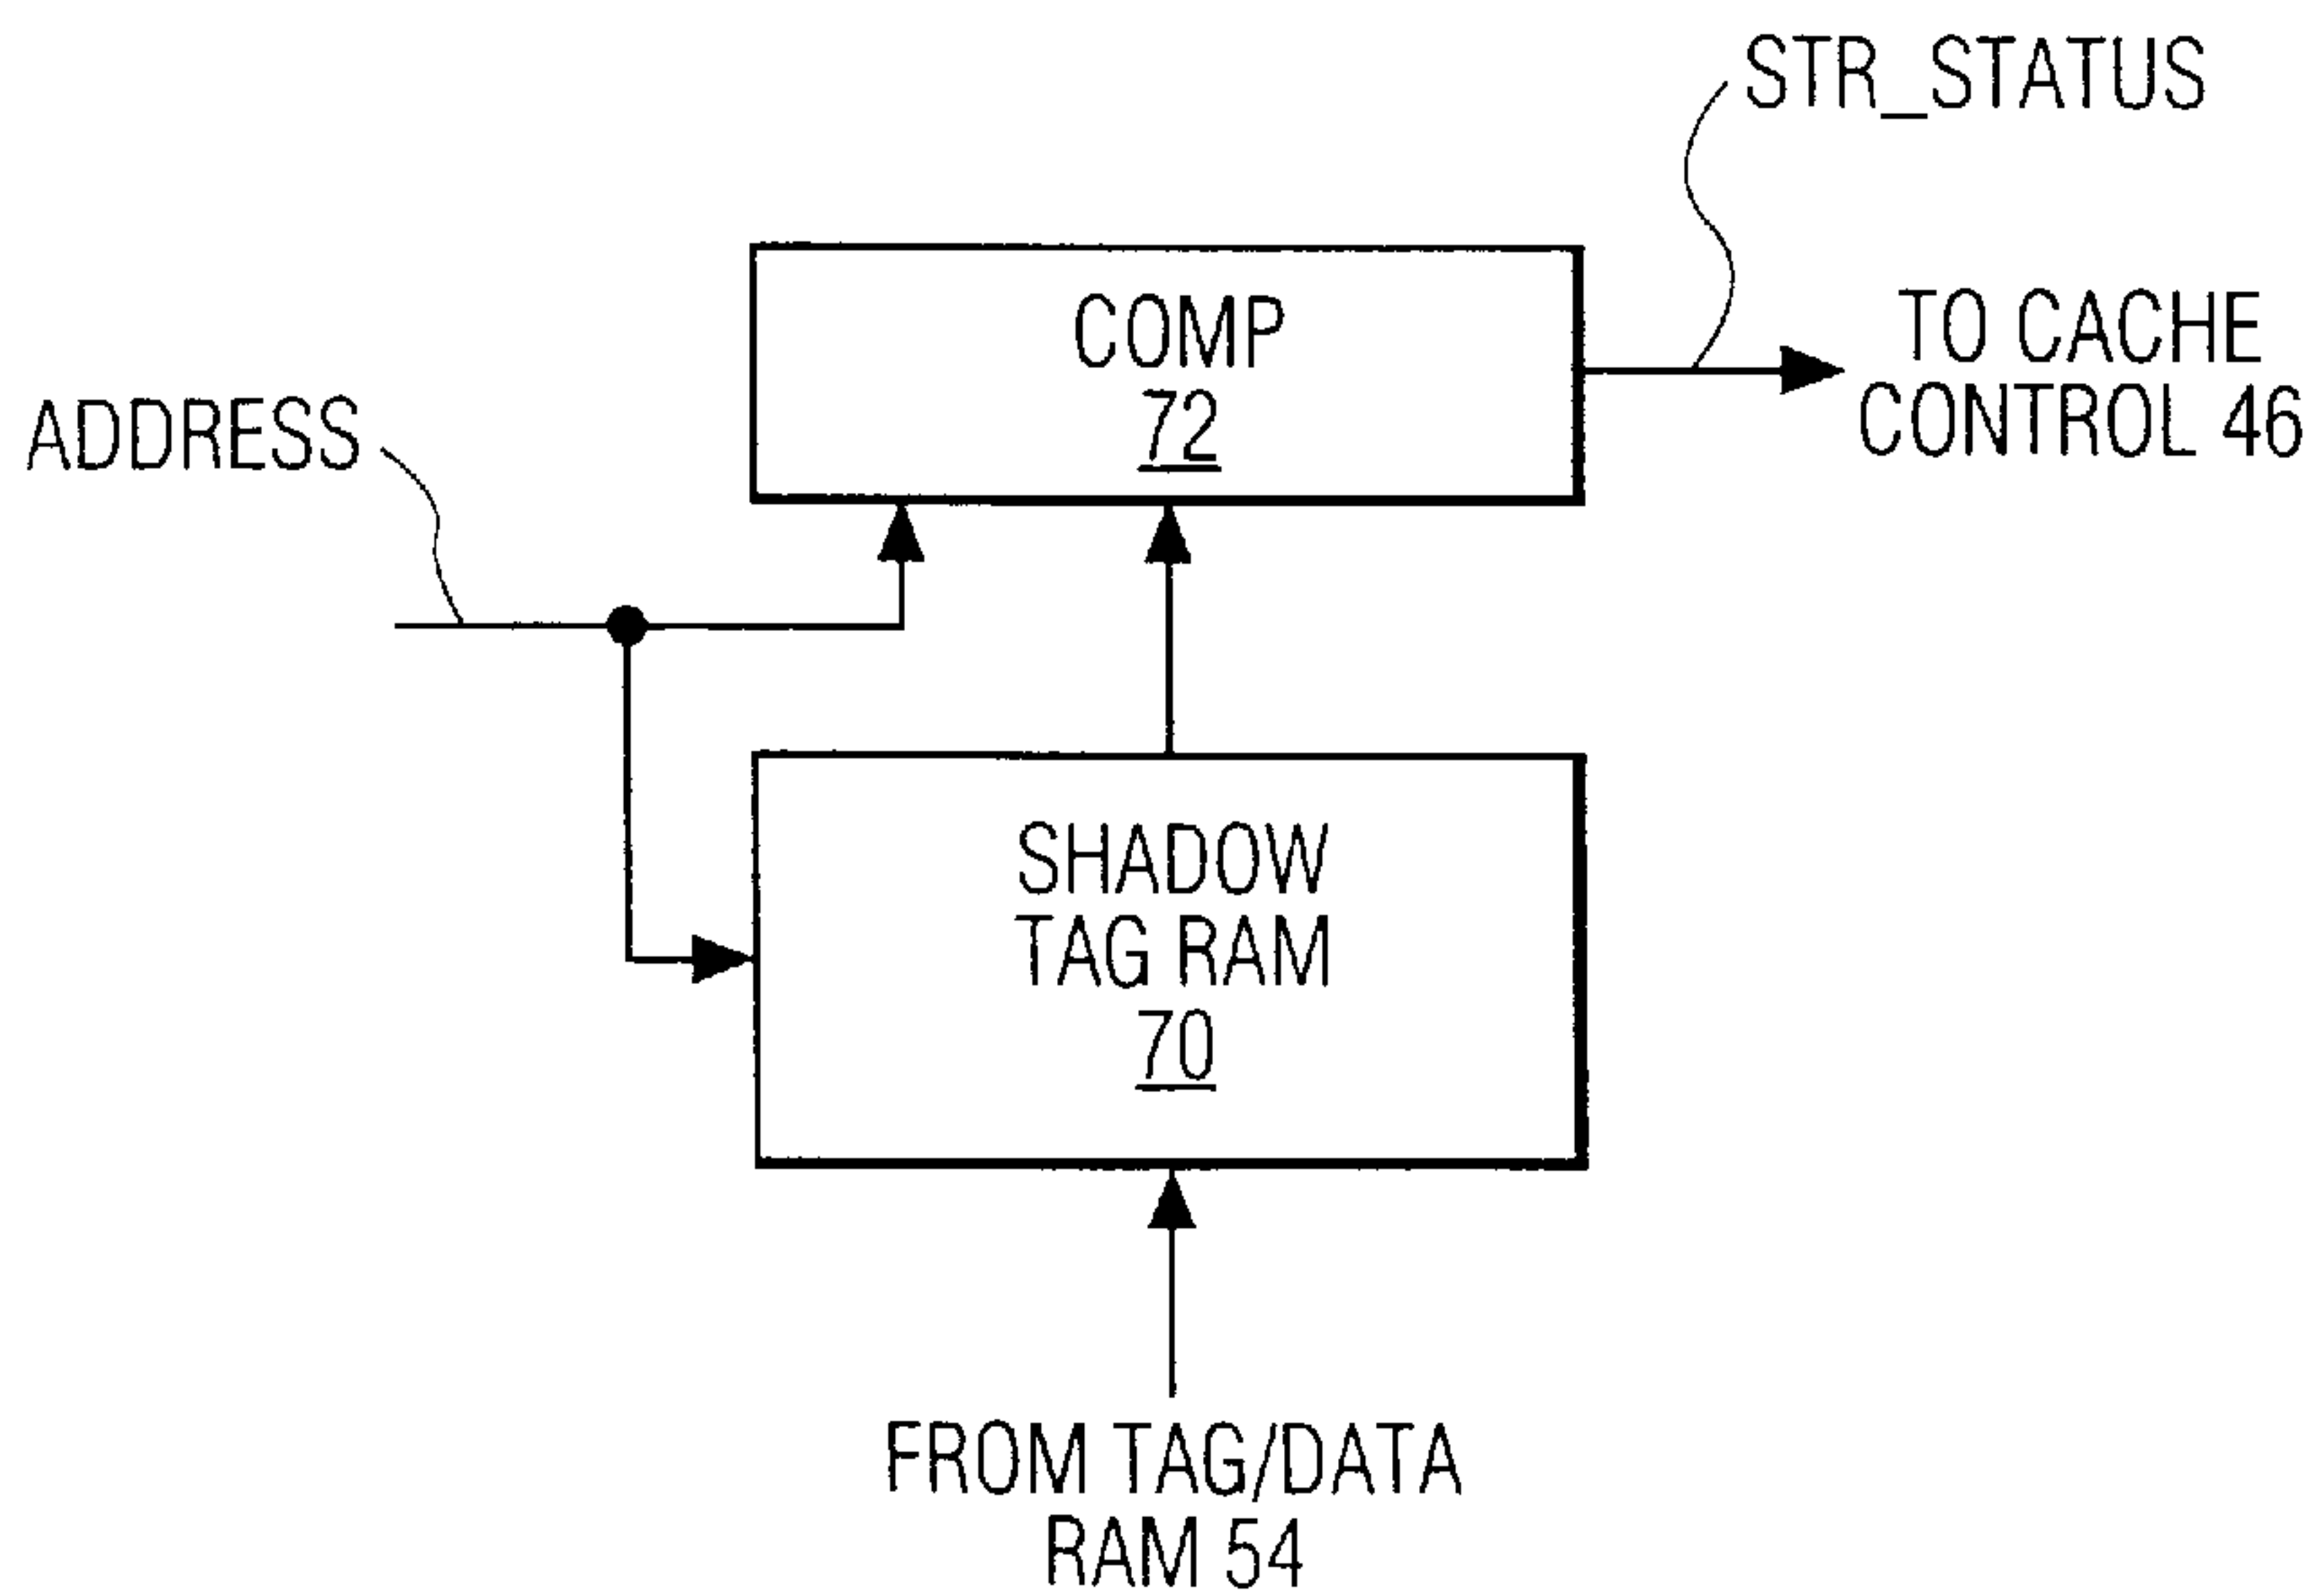 STR_STATUS
COMP
72
TO CACHE
CONTROL 46
ADDRESS
SHADOW
TAG RAM
70
FROM TAG/DATA
RAM 54